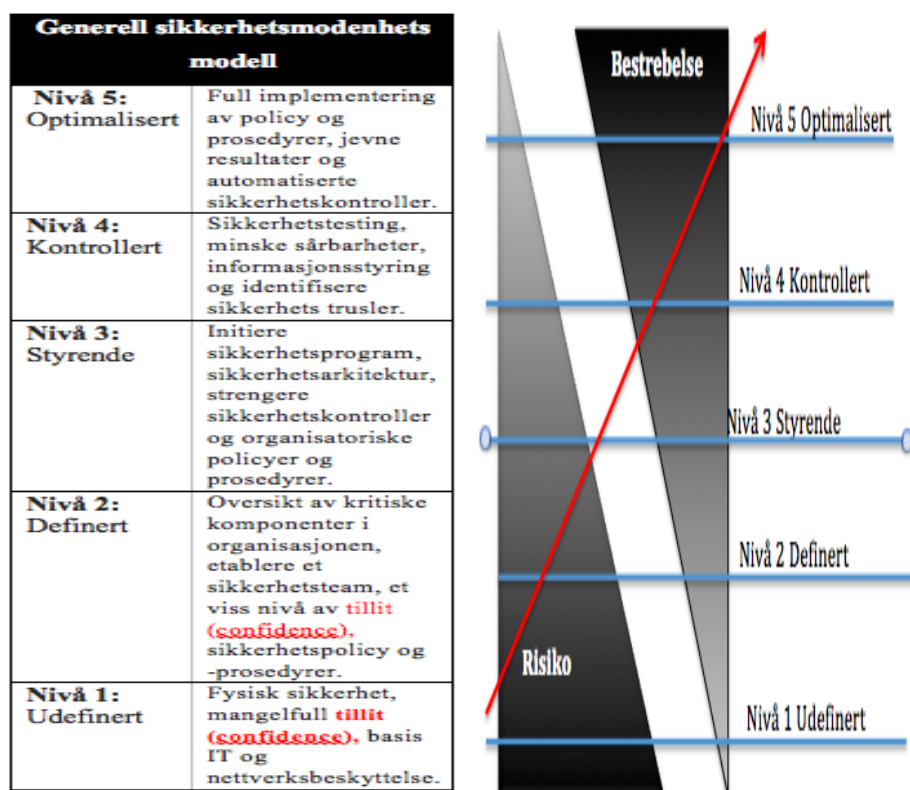 Generell sikkerhetsmodenhets
modell
Nivå 5:
Optimalisert
Full implementering
av policy og
prosedyrer, jevne
resultater og
automatiserte
sikkerhetskontroller.
Nivå 4:
Kontrollert
Sikkerhetstesting,
minske sårbarheter,
informasjonsstyring
og identifisere
sikkerhets trusler.
Nivå 3:
Styrende
Initiere
sikkerhetsprogram,
sikkerhetsarkitektur,
strengere
sikkerhetskontroller
og organisatoriske
policyer og
prosedyrer.
Nivå 2:
Definert
Oversikt av kritiske
komponenter i
organisasjonen,
etablere et
sikkerhetsteam, et
viss nivå av tillit
(confidence),
sikkerhetspolicy og
-prosedyrer.
Nivå 1:
Udefinert
Fysisk sikkerhet,
mangelfull tillit
(confidence), basis
IT og
nettverksbeskyttelse.
Bestrebelse
Nivå 5 Optimalisert
Nivå 4 Kontrollert
Nivå 3 Styrende
Nivå 2 Definert
Risiko
Nivå 1 Udefinert